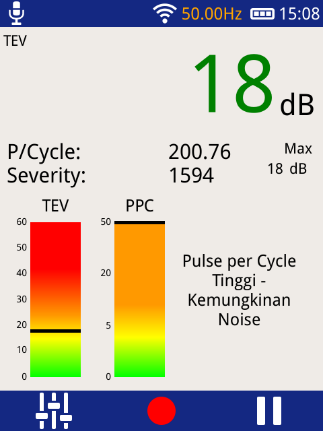 50.00Hz 15:08
TEV
18 dB
P/Cycle: 200.76 Max
Severity: 1594 18 dB
TEV PPC
60
50
40
30
20
10
0
50
20
5
0
Pulse per Cycle
Tinggi -
Kemungkinan
Noise